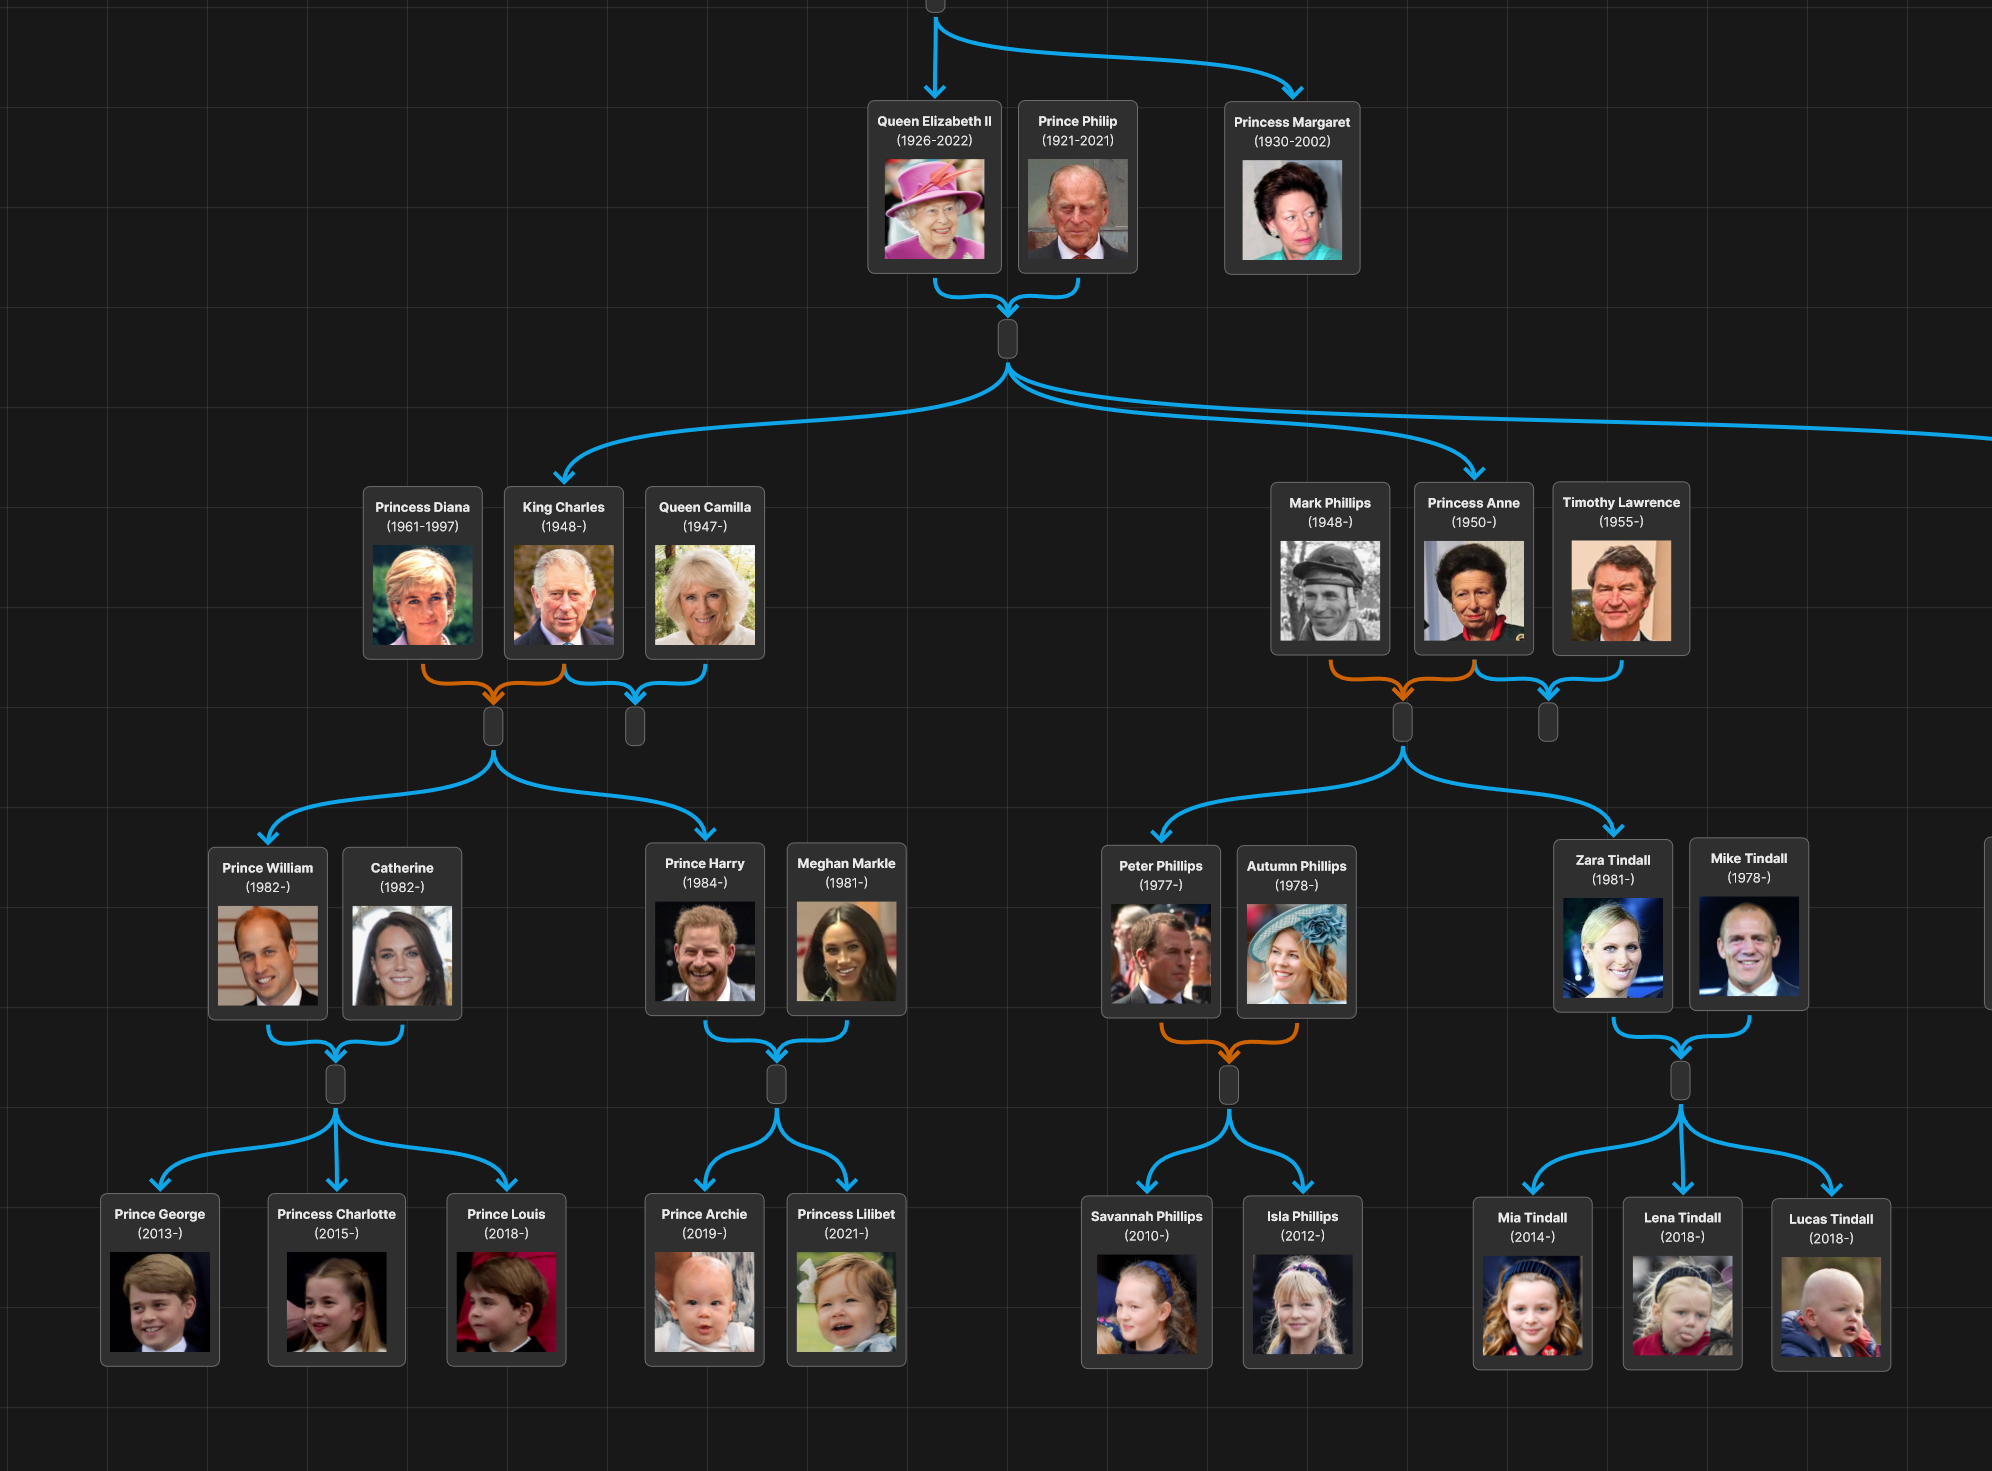 Queen Elizabeth II
(1926-2022)
Prince Philip
(1921-2021)
Princess Margaret
(1930-2002)
Princess Diana
(1961-1997)
King Charles
(1948-)
Queen Camilla
(1947-)
Mark Phillips
(1948-)
Princess Anne
(1950-)
Timothy Lawrence
(1955-)
Prince William
(1982-)
Catherine
(1982-)
Prince Harry
(1984-)
Meghan Markle
(1981-)
Peter Phillips
(1977-)
Autumn Phillips
(1978-)
Zara Tindall
(1981-)
Mike Tindall
(1978-)
Prince George
(2013-)
Princess Charlotte
(2015-)
Prince Louis
(2018-)
Prince Archie
(2019-)
Princess Lilibet
(2021-)
Savannah Phillips
(2010-)
Isla Phillips
(2012-)
Mia Tindall
(2014-)
Lena Tindall
(2018-)
Lucas Tindall
(2018-)